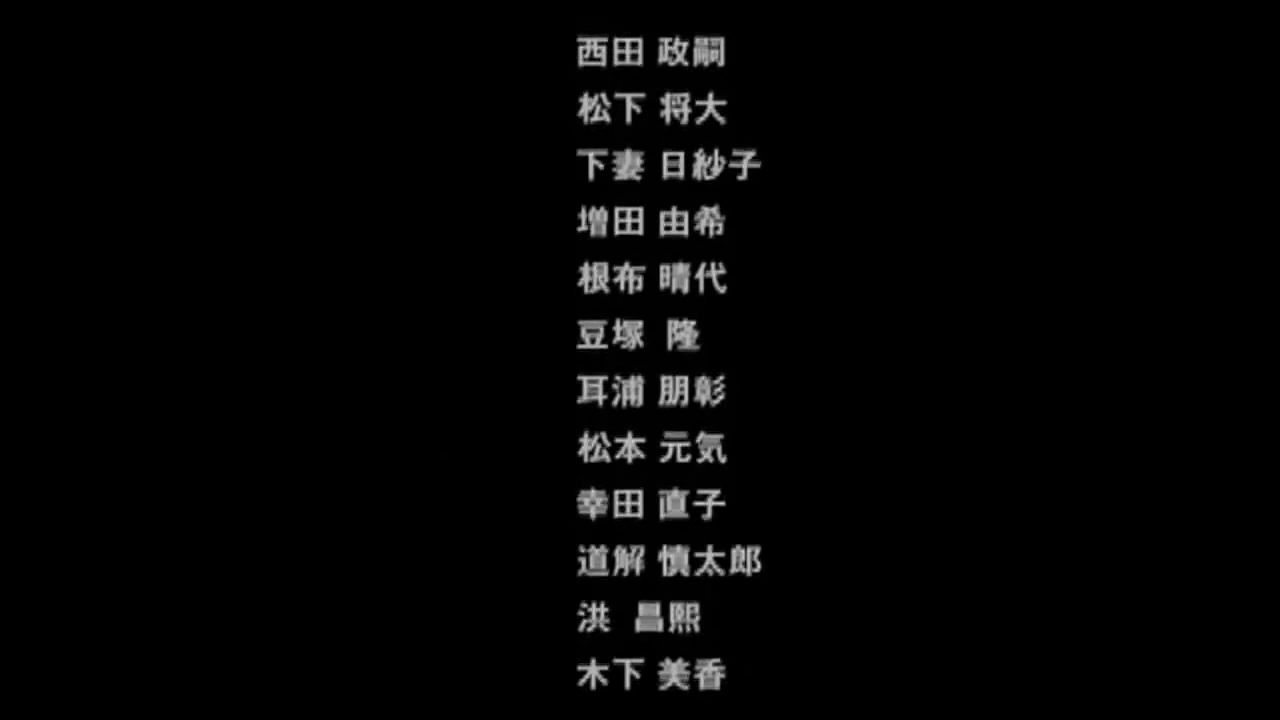 西田 政嗣
松下 将大
下妻 日紗子
増田 由希
根布 晴代
豆塚 隆
耳浦 朋彰
松本 元気
幸田 直子
道解 慎太郎
洪 昌熙
木下 美香